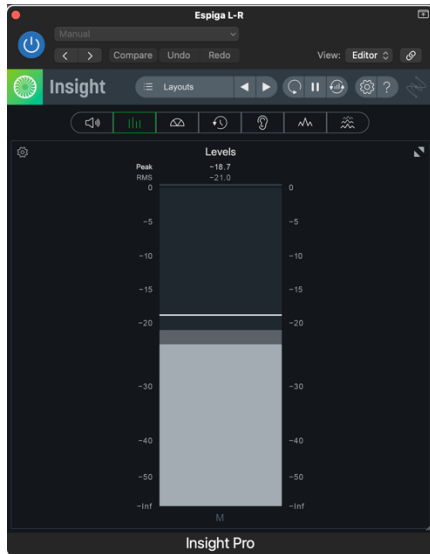 Espiga L-R
Manual
Compare Undo Redo View: Editor
Insight Layouts ?
Levels
Peak -18.7
RMS -21.0
0 0
-5 -5
-10 -10
-15 -15
-20 -20
-30 -30
-40 -40
-50 -50
-Inf -Inf
M
Insight Pro